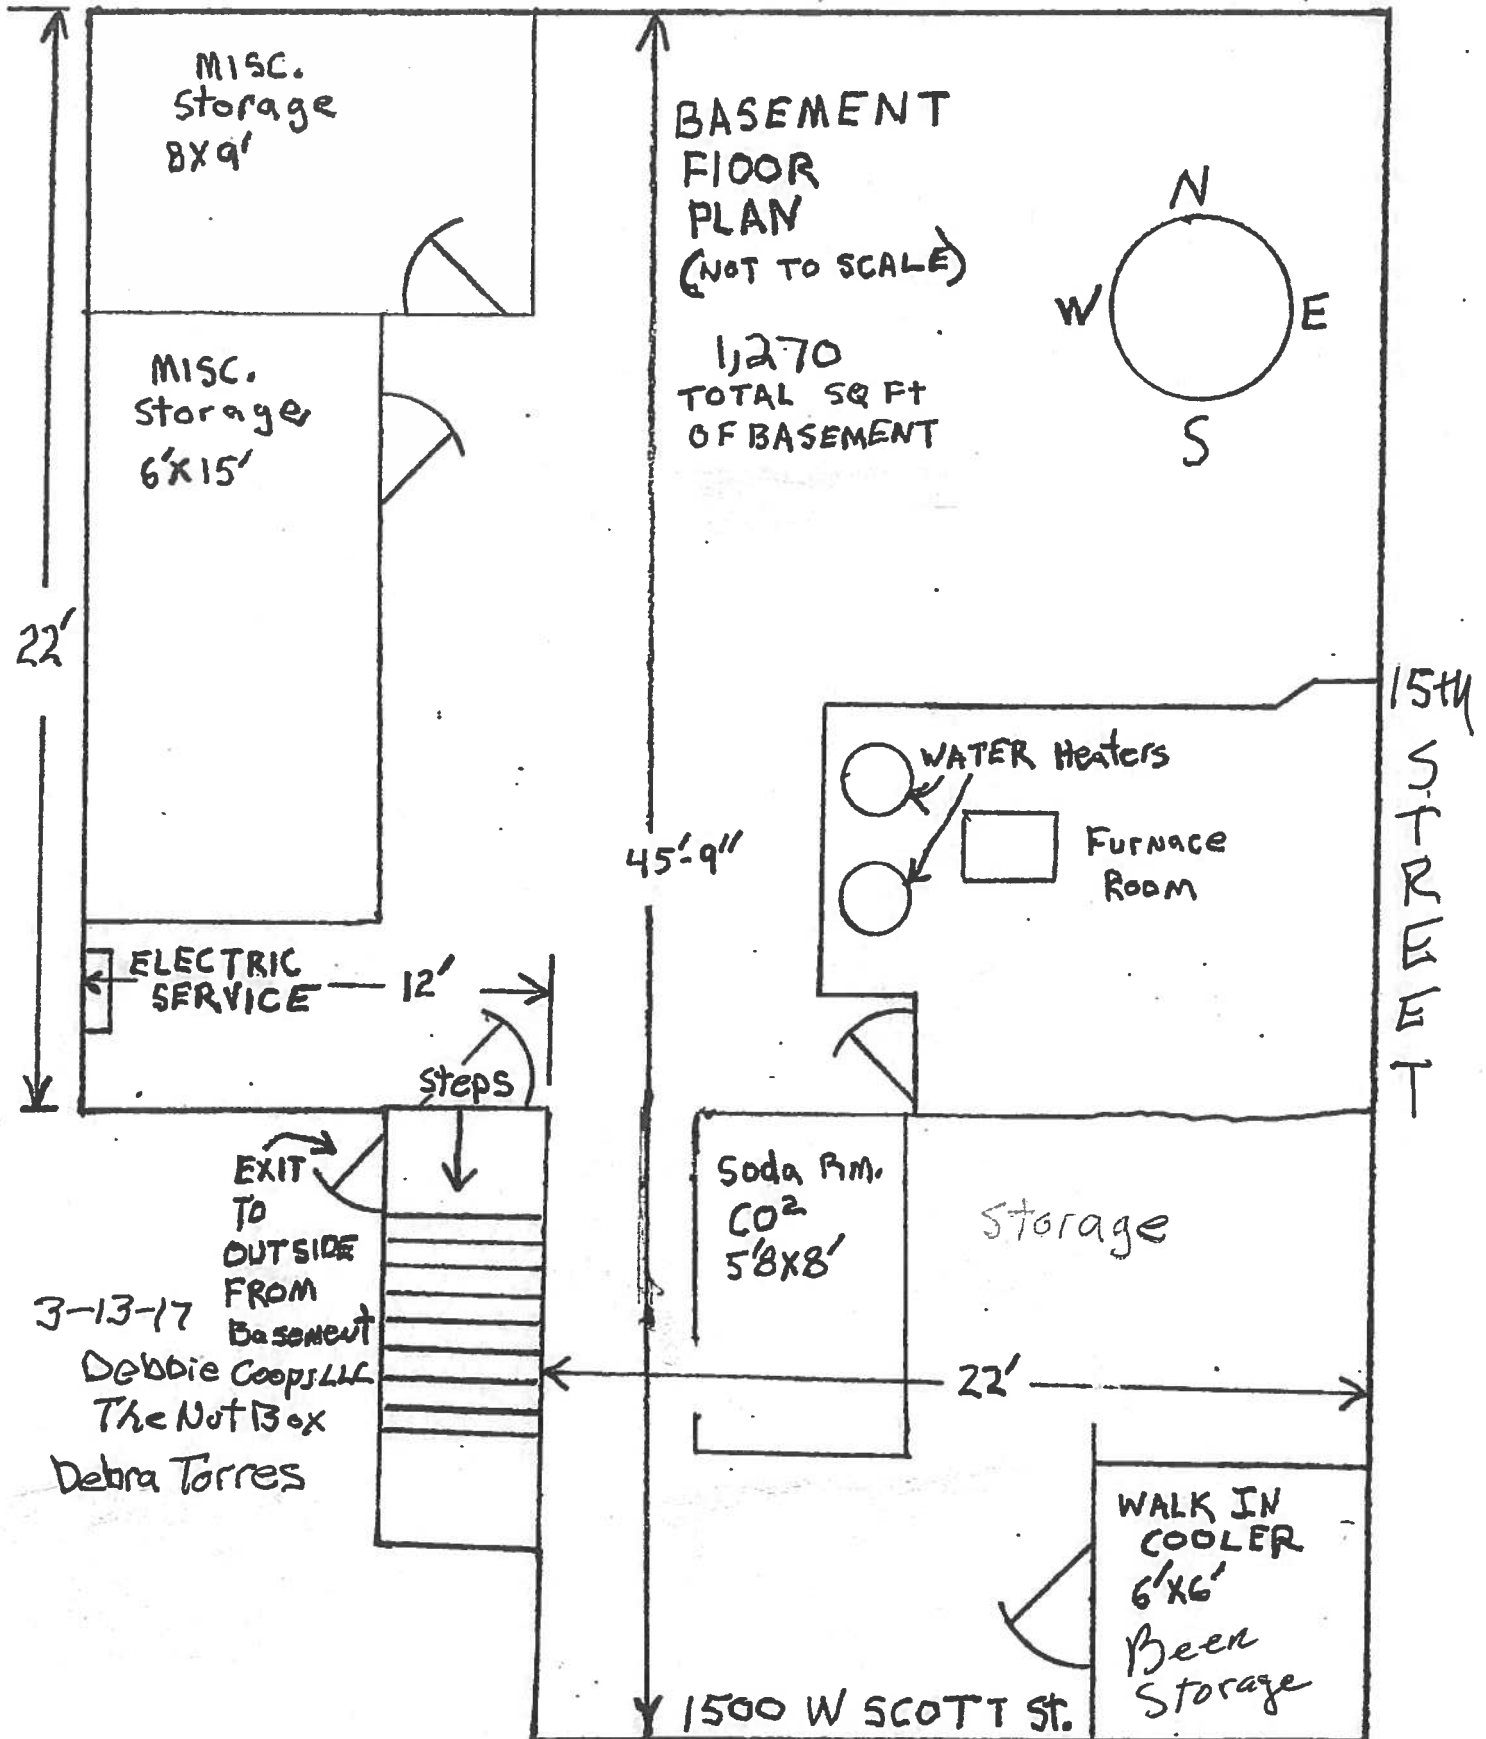 MISC.
Storage
8X9'
BASEMENT
FlOOR
PLAN
(NOT TO SCALE)
1,270
TOTAL SQ Ft
OF BASEMENT
N
W
E
S
MISC.
Storage
6'X15'
22'
45'-9"
15th
STREET
WATER Heaters
FurNace
ROOM
ELECTRIC
SERVICE
12'
Steps
EXIT
TO
OUTSIDE
FROM
Basement
Soda Rm.
CO²
5'8X8'
Storage
3-13-17
Debbie Coops LLC
The Nut Box
Debra Torres
22'
WALK IN
COOLER
6'X6'
Beer
Storage
1500 W SCOTT St.